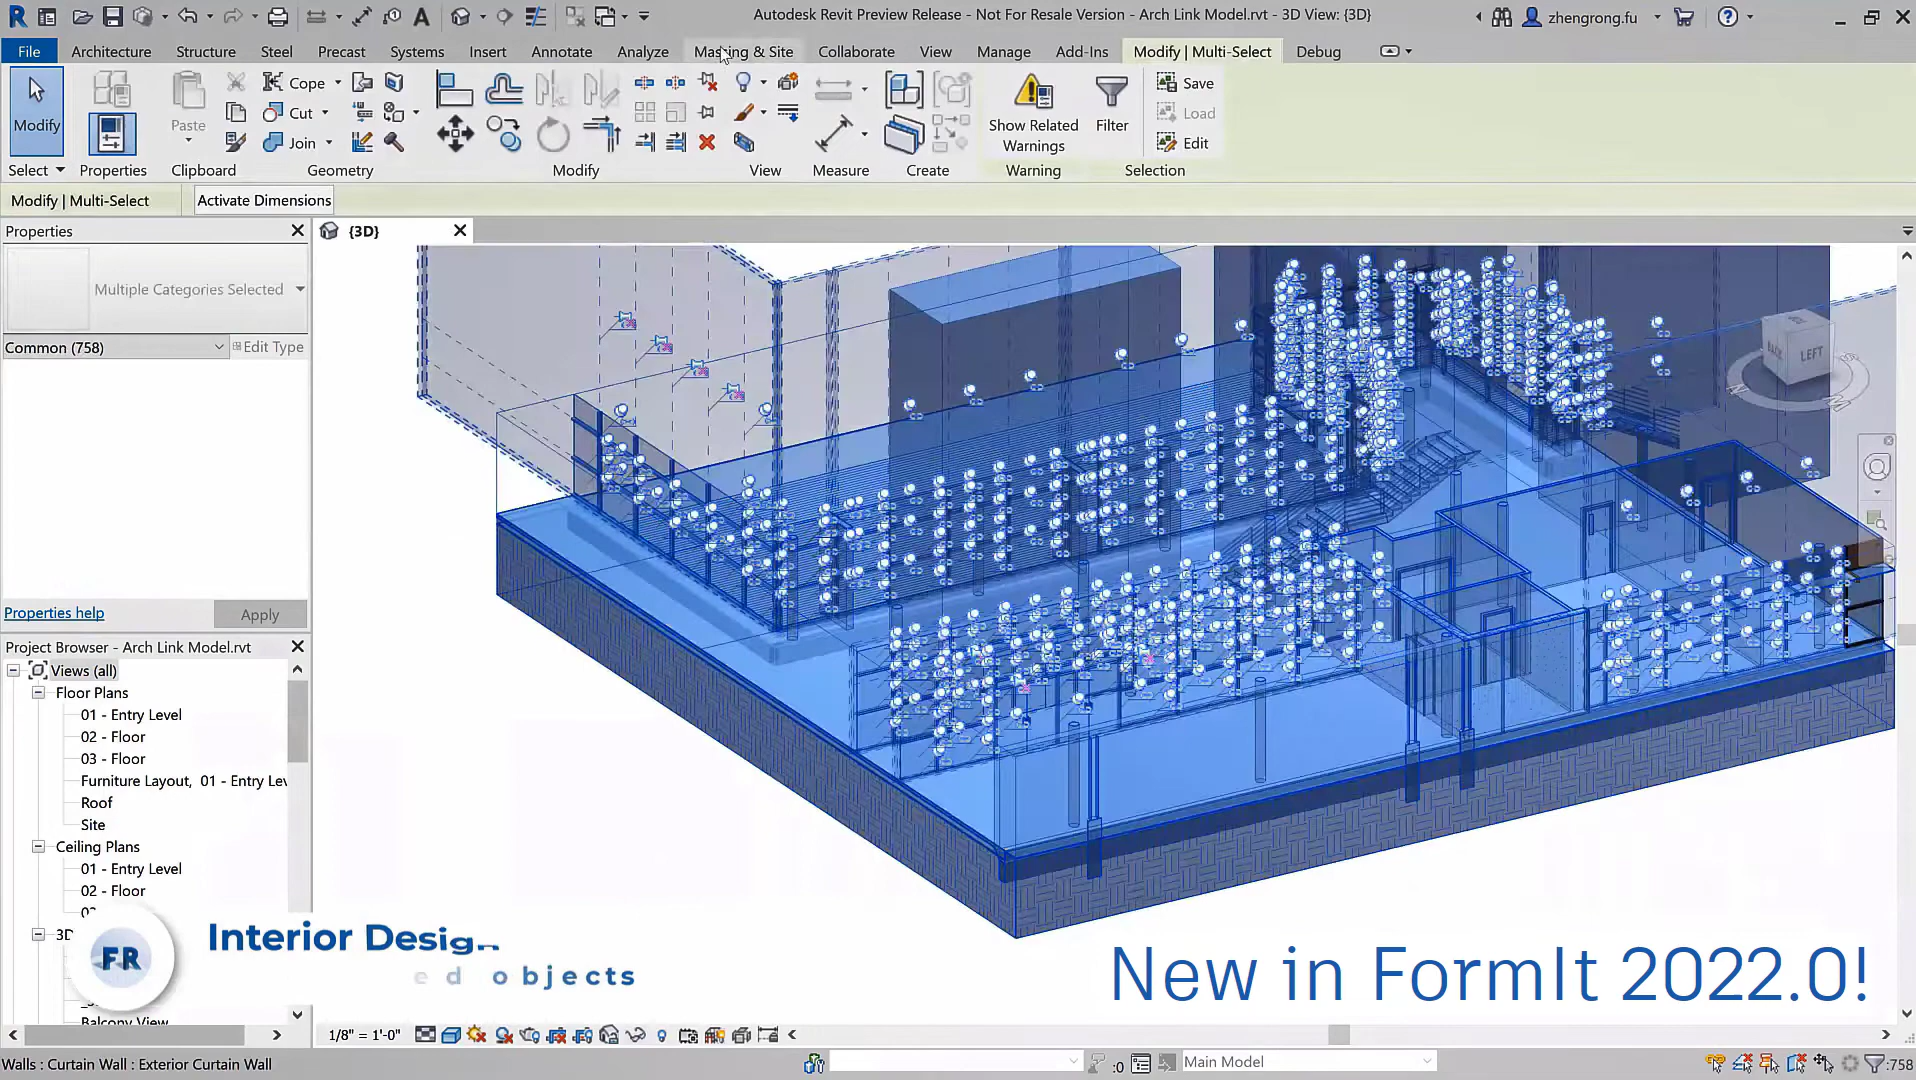 Autodesk Revit Preview Release - Not For Resale Version - Arch Link Model.rvt - 3D View: {3D}
zhengrong.fu
File Architecture Structure Steel Precast Systems Insert Annotate Analyze Massing & Site Collaborate View Manage Add-Ins Modify | Multi-Select Debug
Modify
Properties
Paste
Cope
Cut
Join
Show Related Warnings
Filter
Save
Load
Edit
Select Properties Clipboard Geometry Modify View Measure Create Warning Selection
Modify | Multi-Select Activate Dimensions
Properties
{3D}
Multiple Categories Selected
Common (758) Edit Type
Properties help Apply
Project Browser - Arch Link Model.rvt
Views (all)
Floor Plans
01 - Entry Level
02 - Floor
03 - Floor
Furniture Layout, 01 - Entry Lev
Roof
Site
Ceiling Plans
01 - Entry Level
02 - Floor
3D
Balcony View
BACK LEFT
FR
Interior Design
e d objects
New in FormIt 2022.0!
1/8" = 1'-0"
Walls : Curtain Wall : Exterior Curtain Wall
:0
Main Model
:758